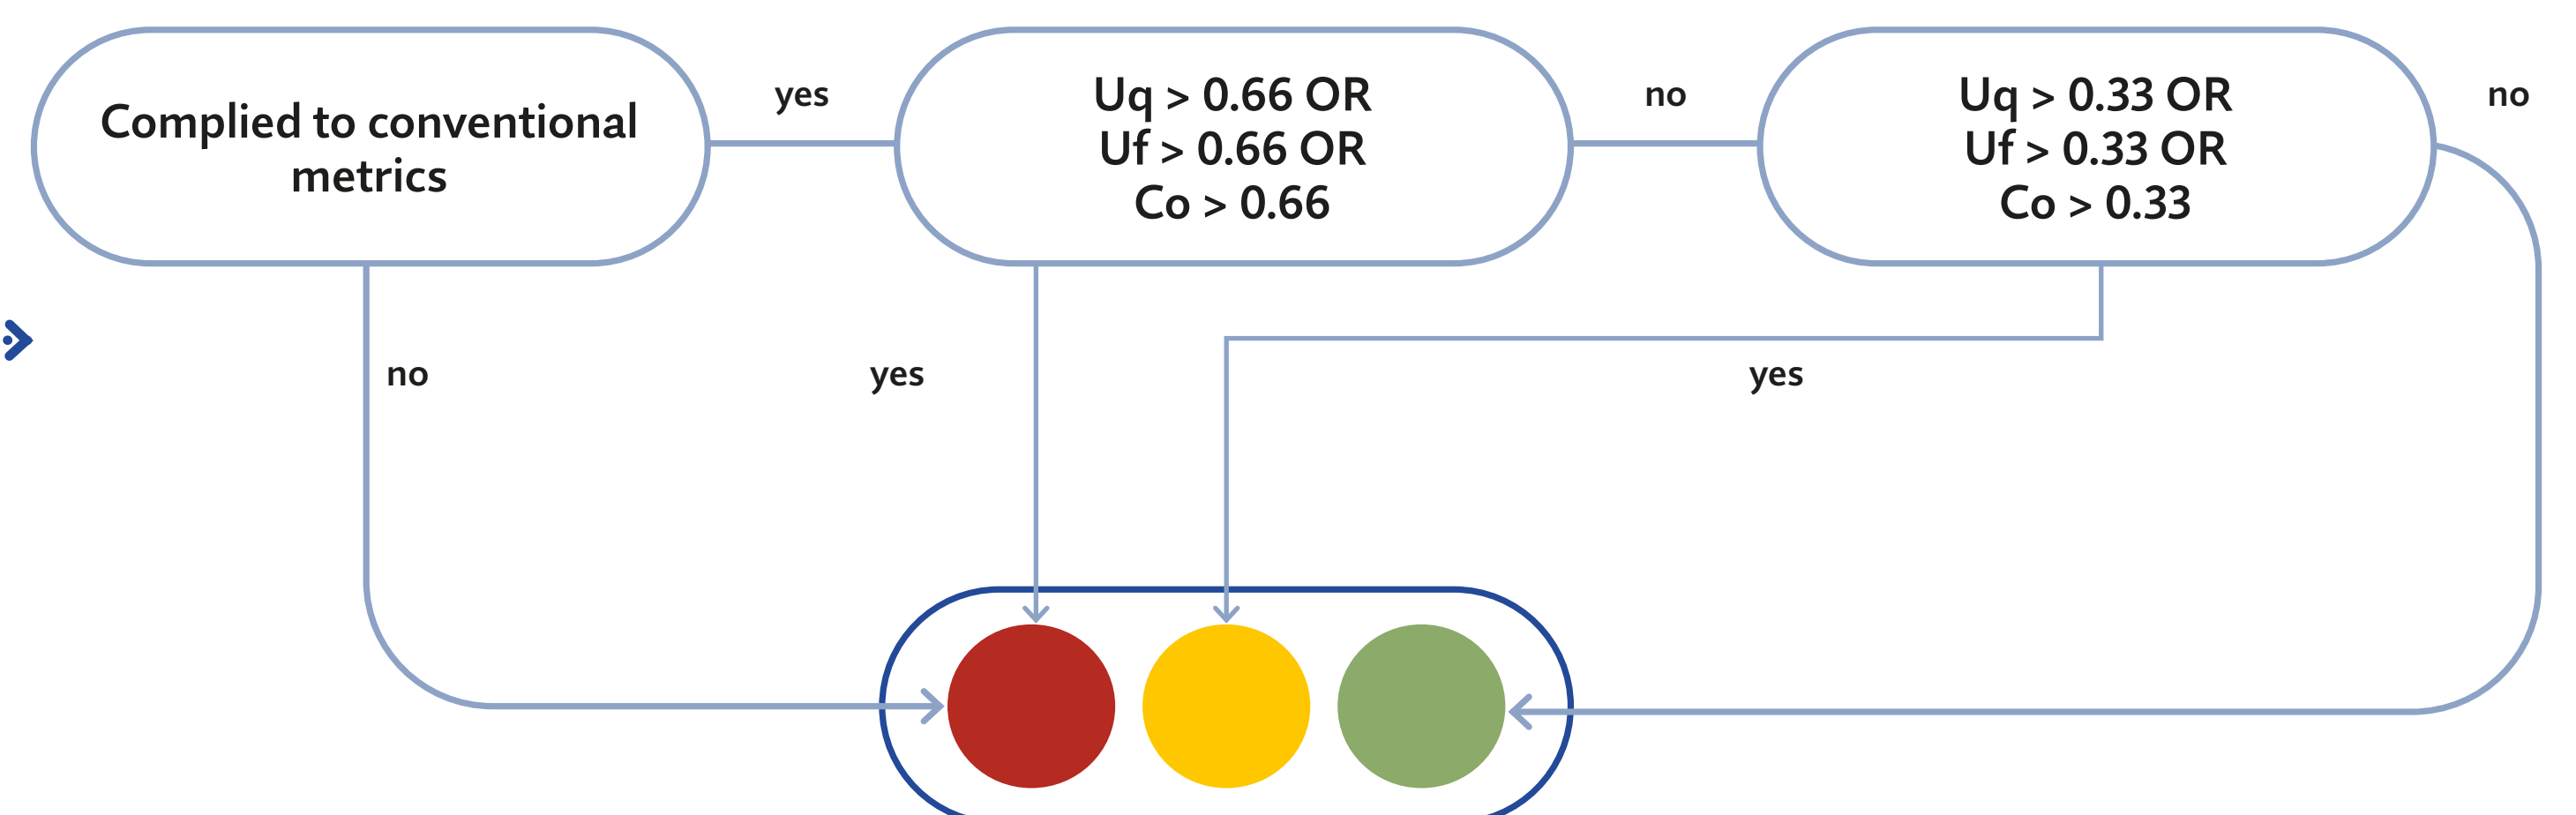 Complied to conventional
metrics
yes
Uq > 0.66 OR
Uf > 0.66 OR
Co > 0.66
no
Uq > 0.33 OR
Uf > 0.33 OR
Co > 0.33
no
no
yes
yes